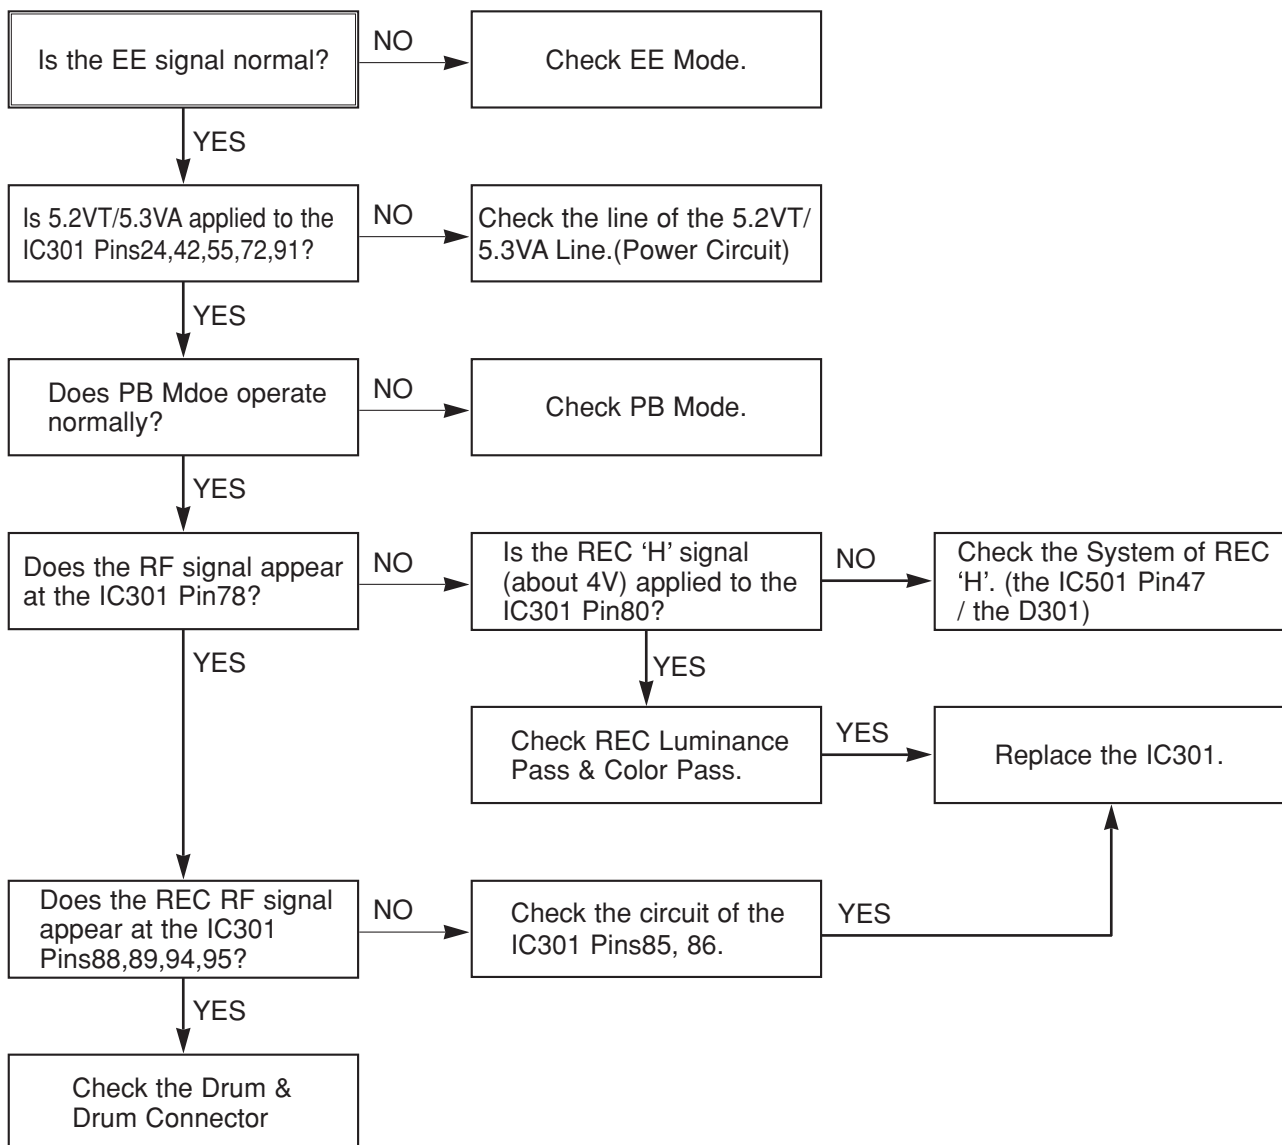 Is the EE signal normal?
NO
Check EE Mode.
YES
Is 5.2VT/5.3VA applied to the
IC301 Pins24,42,55,72,91?
NO
Check the line of the 5.2VT/
5.3VA Line.(Power Circuit)
YES
Does PB Mdoe operate
normally?
NO
Check PB Mode.
YES
Does the RF signal appear
at the IC301 Pin78?
NO
Is the REC ‘H’ signal
(about 4V) applied to the
IC301 Pin80?
NO
Check the System of REC
‘H’. (the IC501 Pin47
/ the D301)
YES
YES
Check REC Luminance
Pass & Color Pass.
YES
Replace the IC301.
Does the REC RF signal
appear at the IC301
Pins88,89,94,95?
NO
Check the circuit of the
IC301 Pins85, 86.
YES
YES
Check the Drum &
Drum Connector